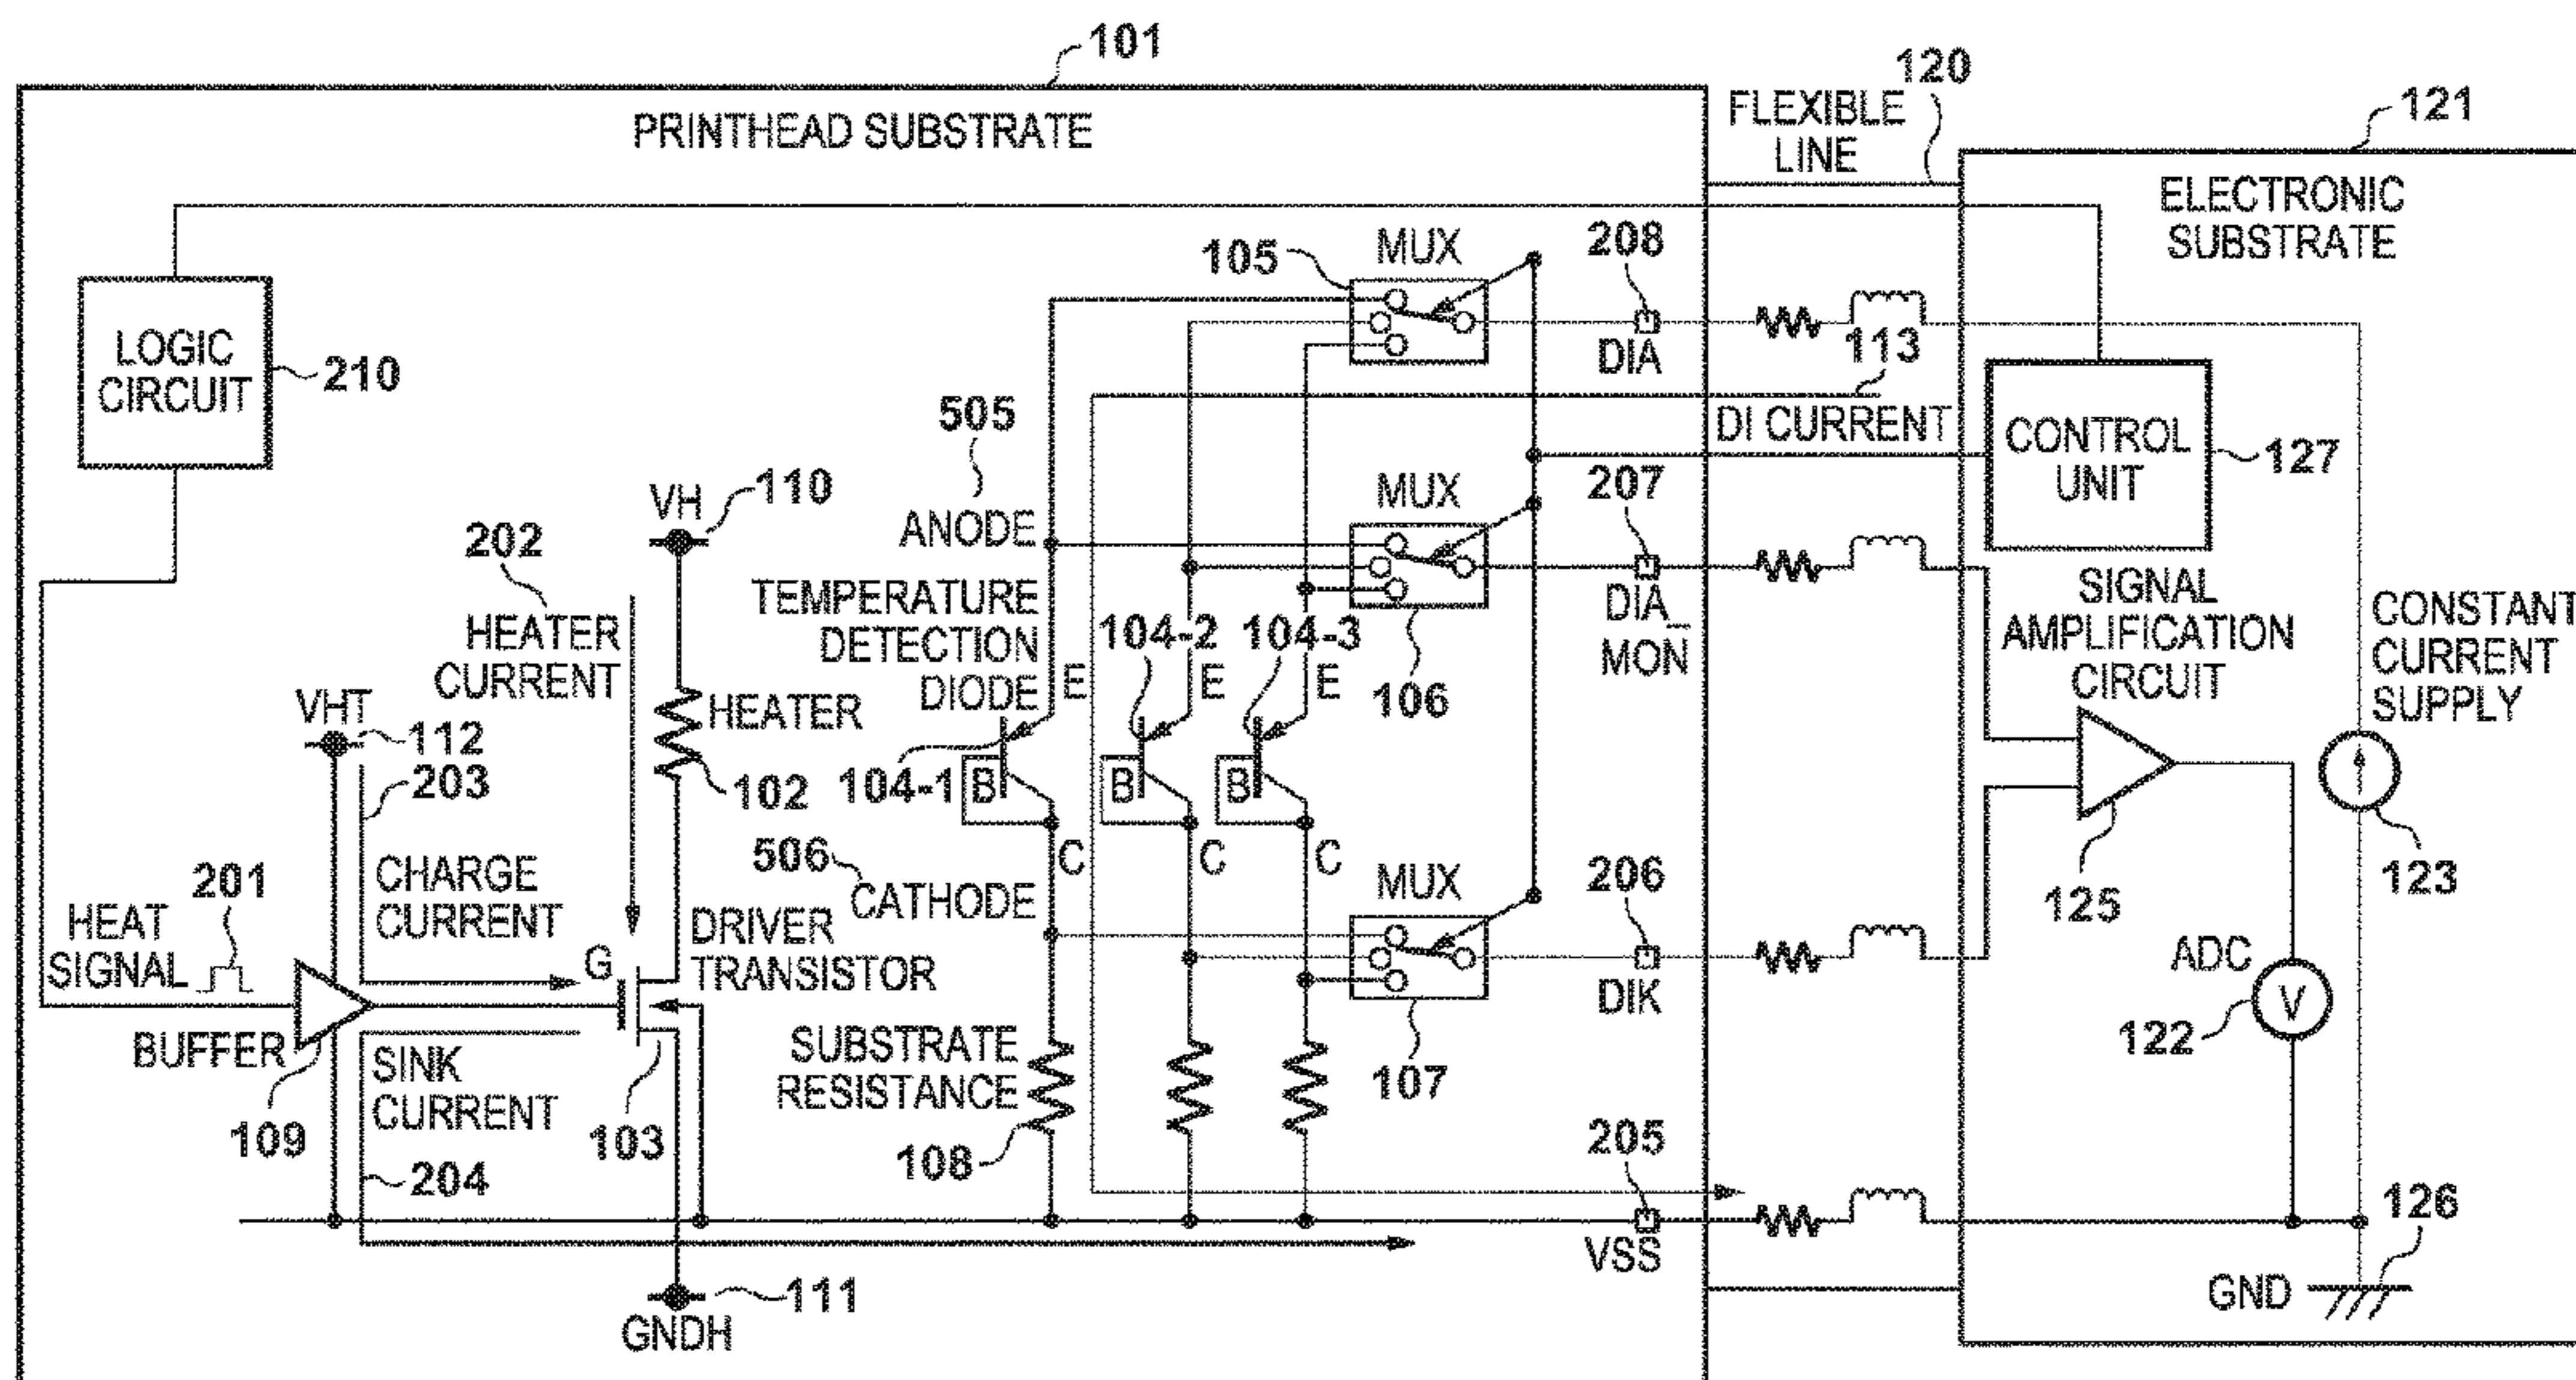 101
PRINTHEAD SUBSTRATE
FLEXIBLE
LINE
120
121
ELECTRONIC
SUBSTRATE
LOGIC
CIRCUIT
210
105
MUX
208
DIA
113
DI CURRENT
CONTROL
UNIT
127
505
ANODE
VH
110
202
HEATER
CURRENT
TEMPERATURE
DETECTION
DIODE
104-1
104-2
104-3
E
E
E
B
B
B
C
C
C
MUX
106
207
DIA_
MON
SIGNAL
AMPLIFICATION
CIRCUIT
125
CONSTANT
CURRENT
SUPPLY
123
VHT
112
203
HEATER
102
CHARGE
CURRENT
506
CATHODE
MUX
107
206
DIK
ADC
V
122
HEAT
SIGNAL
201
BUFFER
109
G
DRIVER
TRANSISTOR
103
SINK
CURRENT
204
SUBSTRATE
RESISTANCE
108
205
VSS
126
GND
111
GNDH